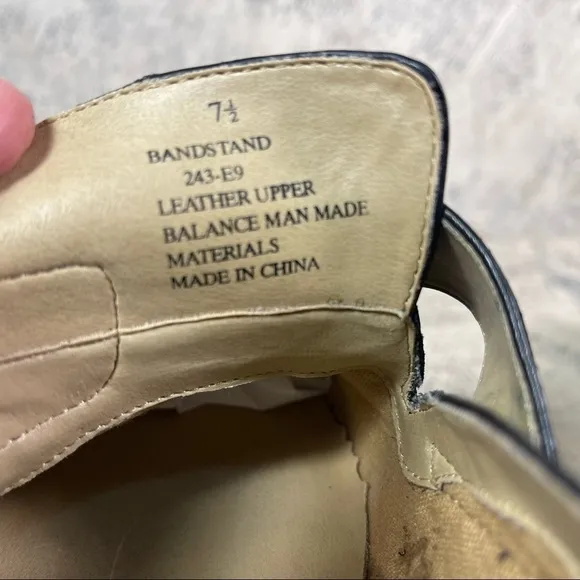 7½
BANDSTAND
243-E9
LEATHER UPPER
BALANCE MAN MADE
MATERIALS
MADE IN CHINA